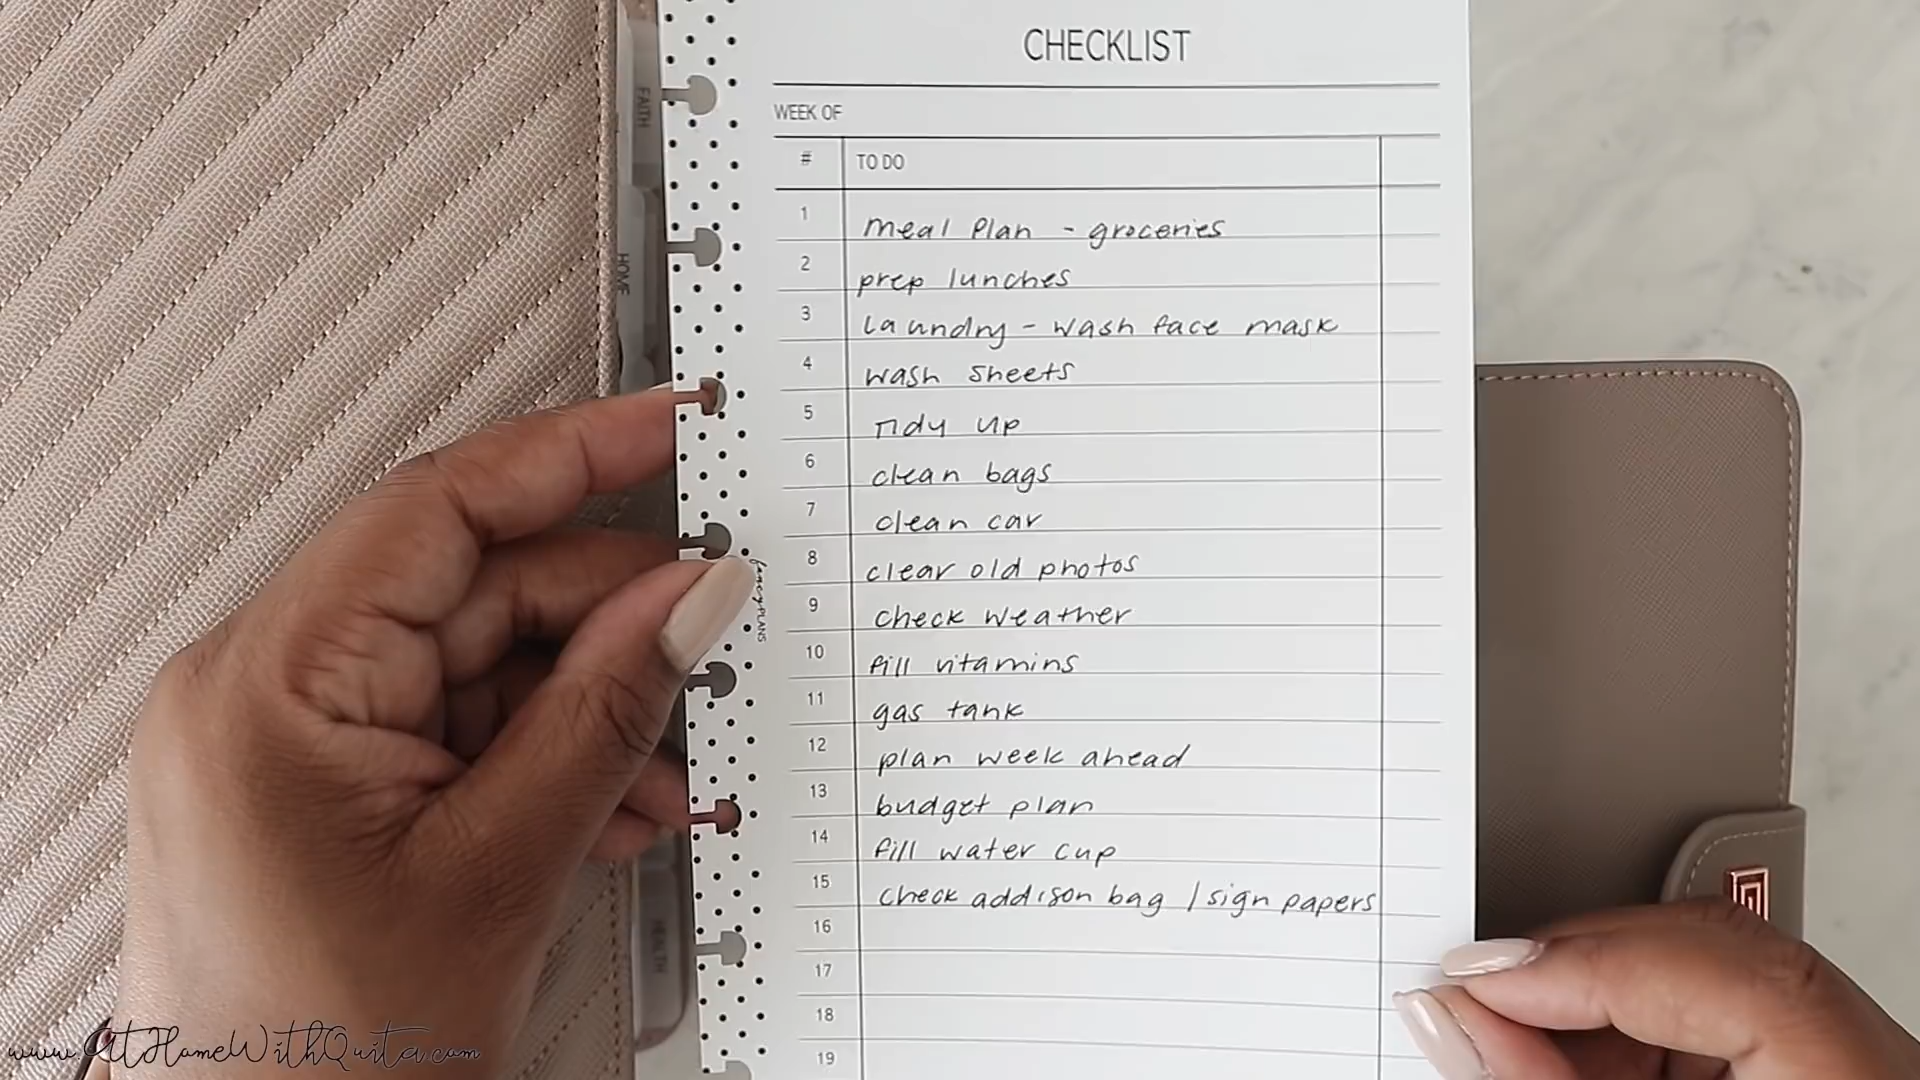 CHECKLIST
WEEK OF
# TO DO
1 meal plan - groceries
2 prep lunches
3 laundry - wash face mask
4 wash sheets
5 Tidy up
6 clean bags
7 clean car
8 clear old photos
9 check weather
10 fill vitamins
11 gas tank
12 plan week ahead
13 budget plan
14 fill water cup
15 check addison bag / sign papers
16
17
18
19
FAITH
HOME
HEALTH
fancy PLANS
www.AtHomeWithQuita.com